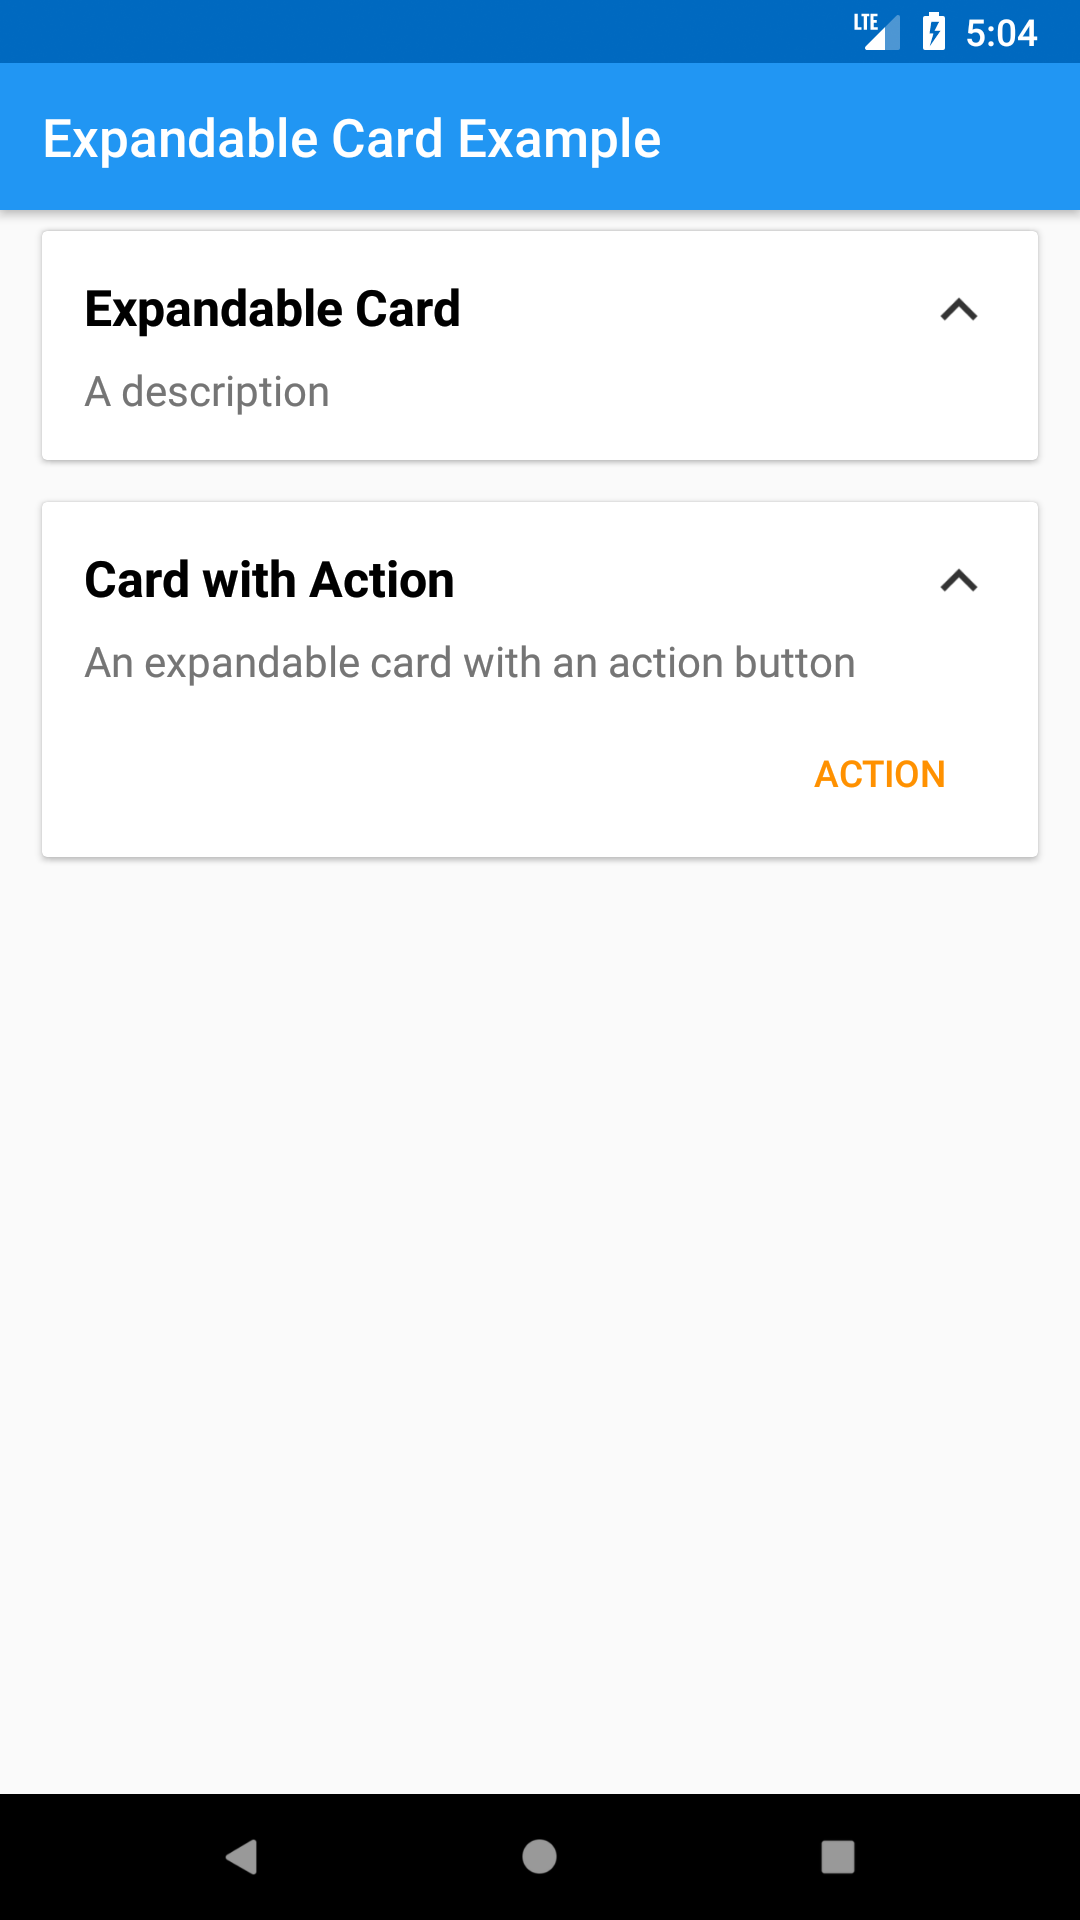 LTE 5:04
Expandable Card Example
Expandable Card
A description
Card with Action
An expandable card with an action button
ACTION